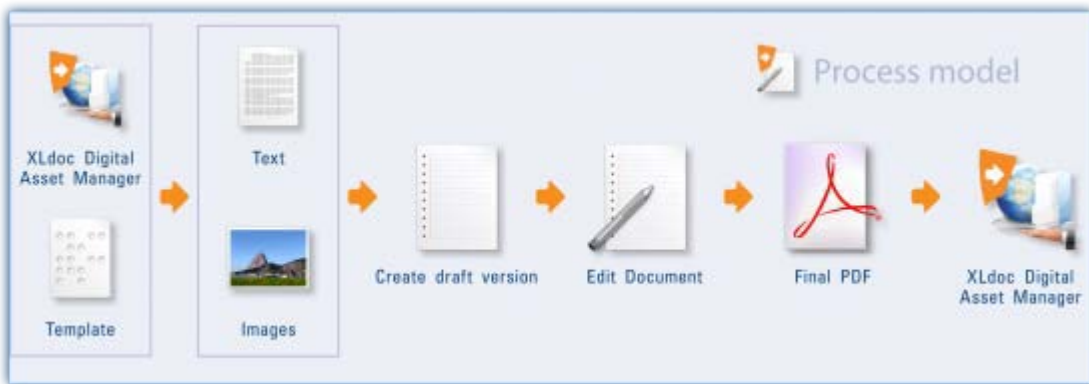 Process model
XLdoc Digital
Asset Manager
Template
Text
Images
Create draft version
Edit Document
Final PDF
XLdoc Digital
Asset Manager